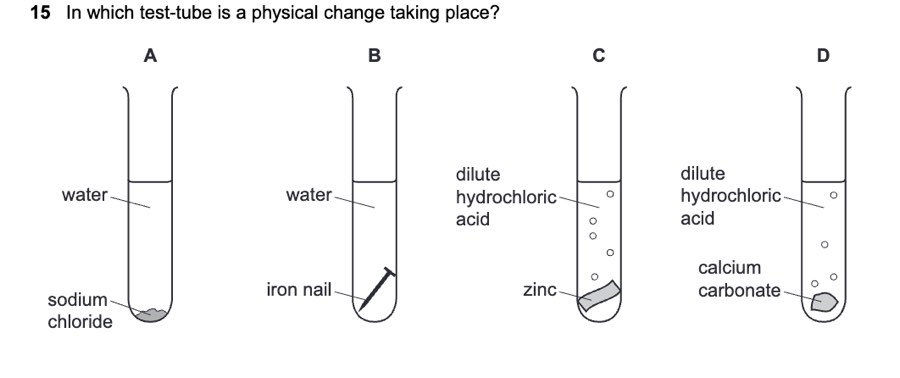 15 In which test-tube is a physical change taking place?
A
B
C
D
water
sodium
chloride
water
iron nail
dilute
hydrochloric
acid
zinc
dilute
hydrochloric
acid
calcium
carbonate